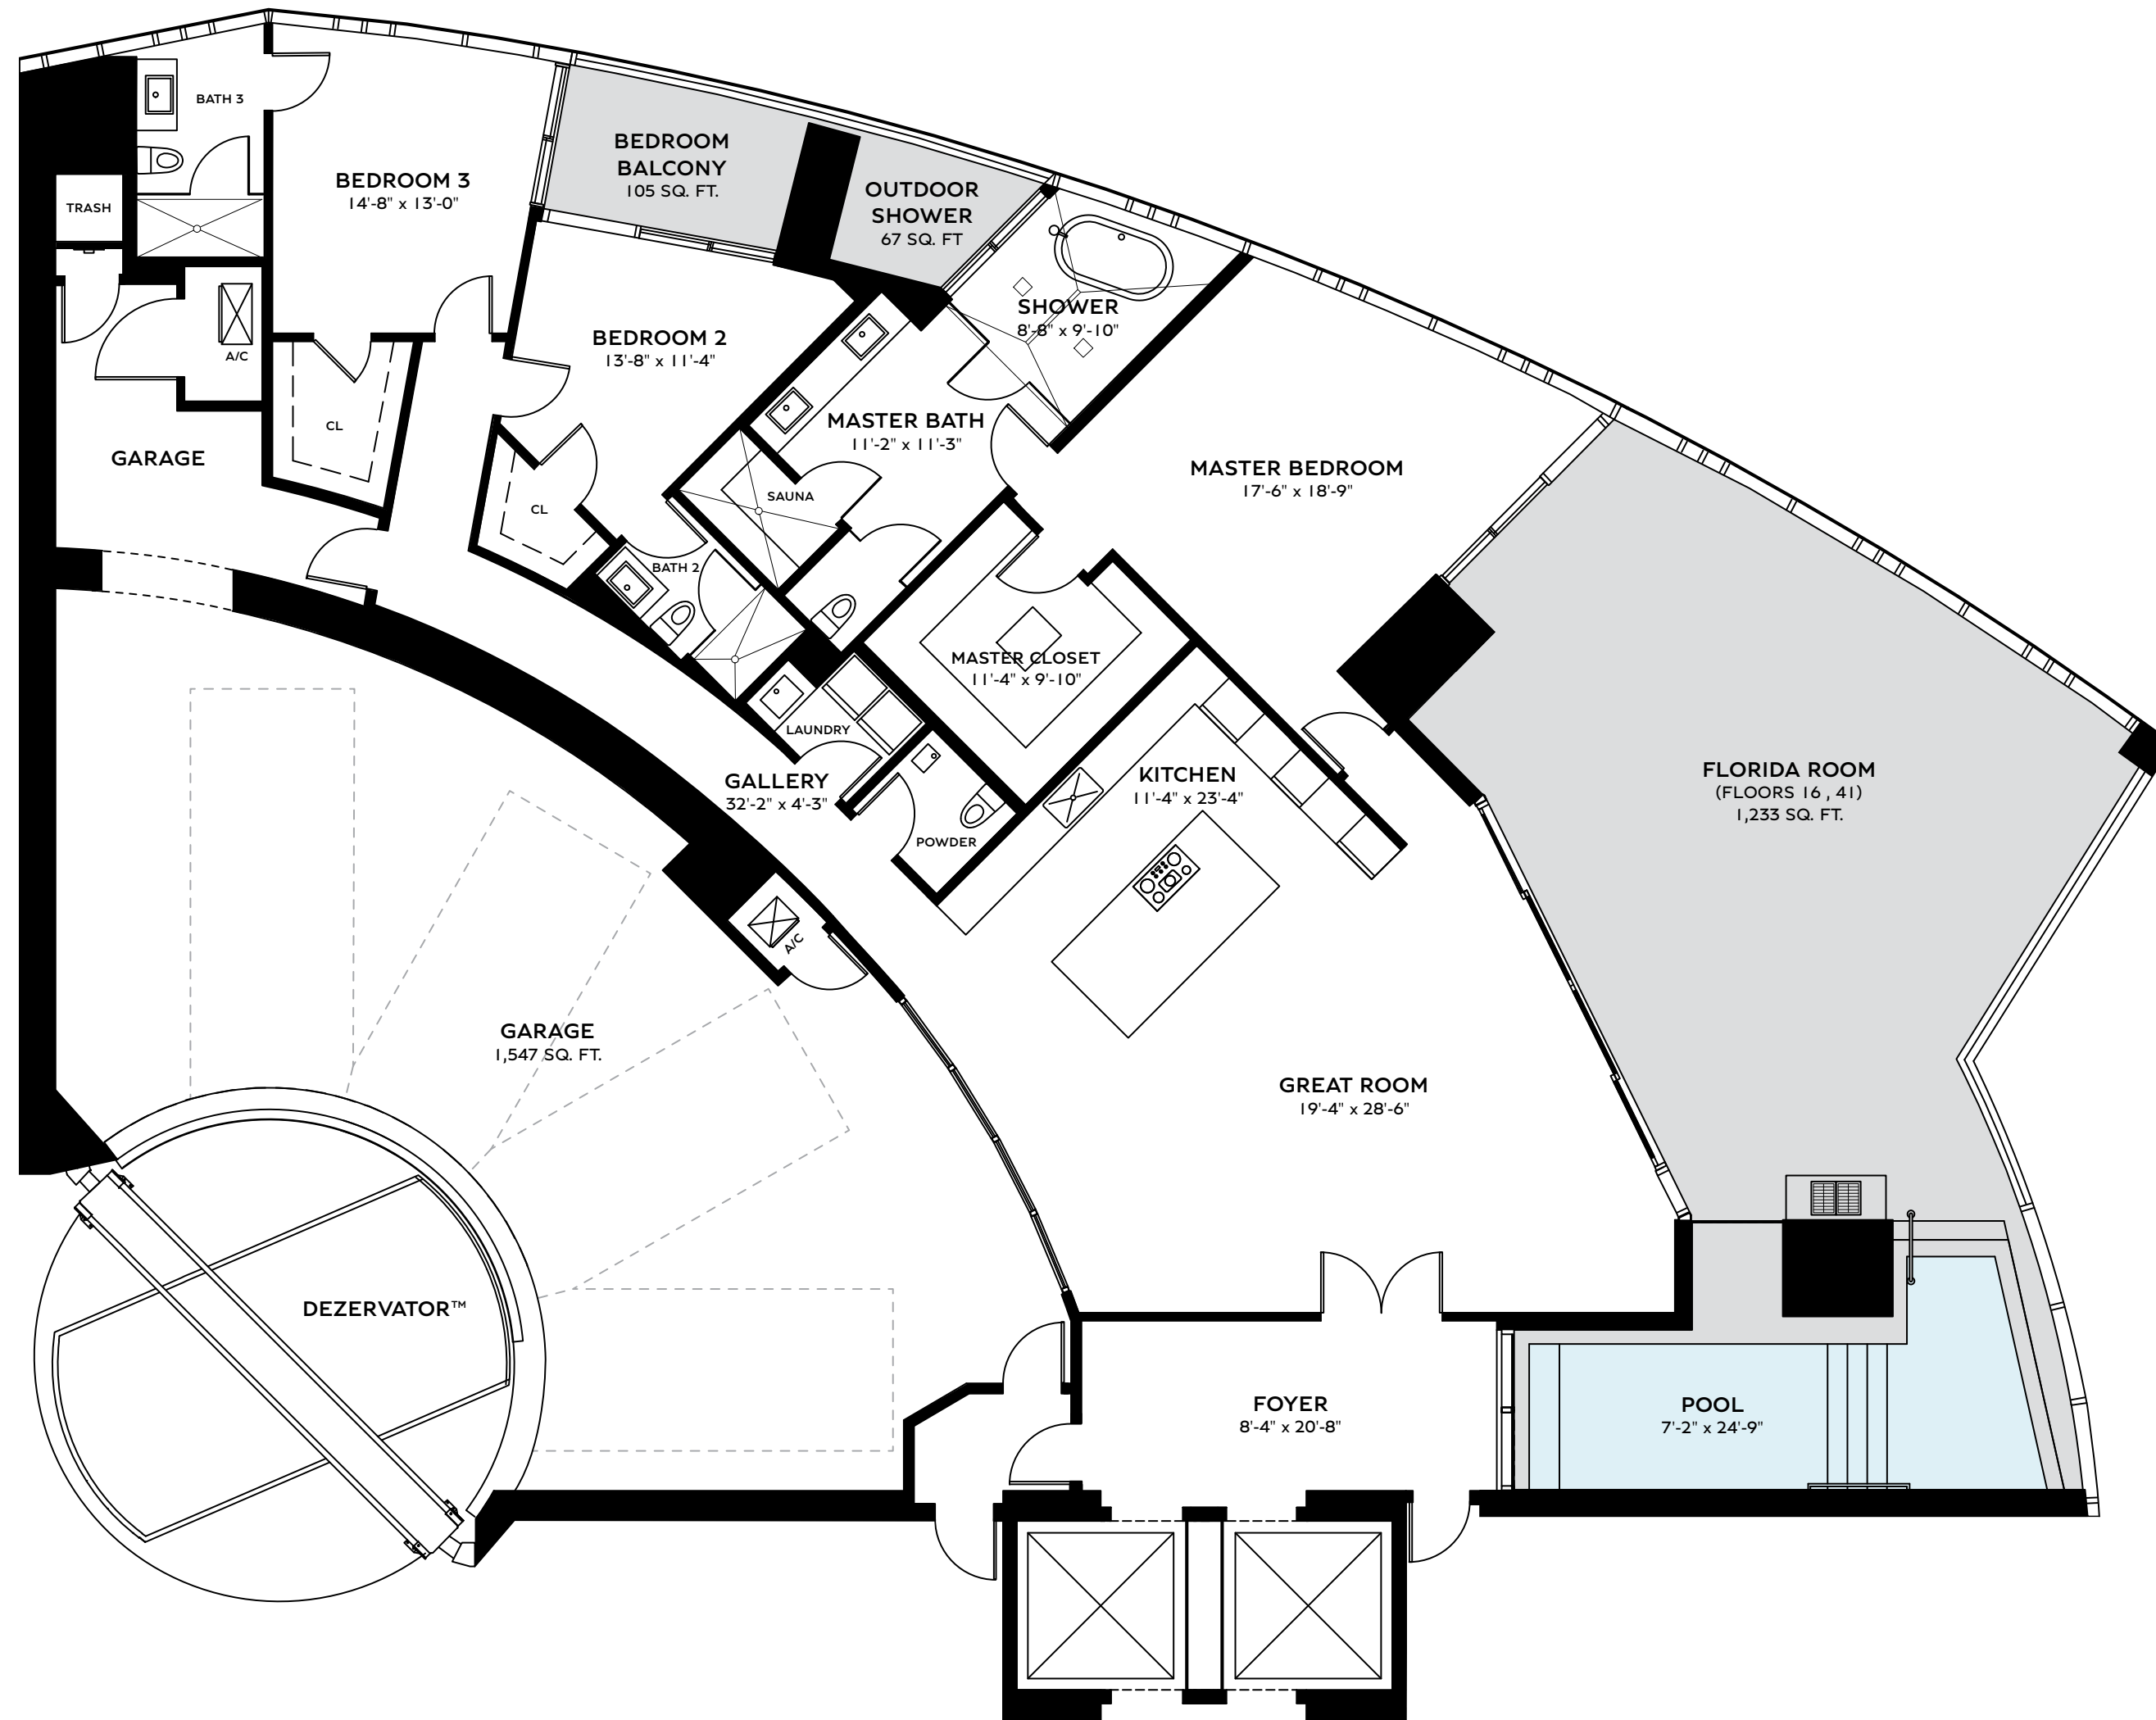 BATH 3
BEDROOM
BALCONY
105 SQ. FT.
BEDROOM 3
14'-8" x 13'-0"
OUTDOOR
SHOWER
67 SQ. FT
TRASH
SHOWER
8'-8" x 9'-10"
BEDROOM 2
13'-8" x 11'-4"
A/C
CL
MASTER BATH
11'-2" x 11'-3"
GARAGE
MASTER BEDROOM
17'-6" x 18'-9"
SAUNA
CL
BATH 2
MASTER CLOSET
11'-4" x 9'-10"
LAUNDRY
GALLERY
32'-2" x 4'-3"
KITCHEN
11'-4" x 23'-4"
FLORIDA ROOM
(FLOORS 16 , 41)
1,233 SQ. FT.
POWDER
A/C
GARAGE
1,547 SQ. FT.
GREAT ROOM
19'-4" x 28'-6"
DEZERVATOR™
FOYER
8'-4" x 20'-8"
POOL
7'-2" x 24'-9"